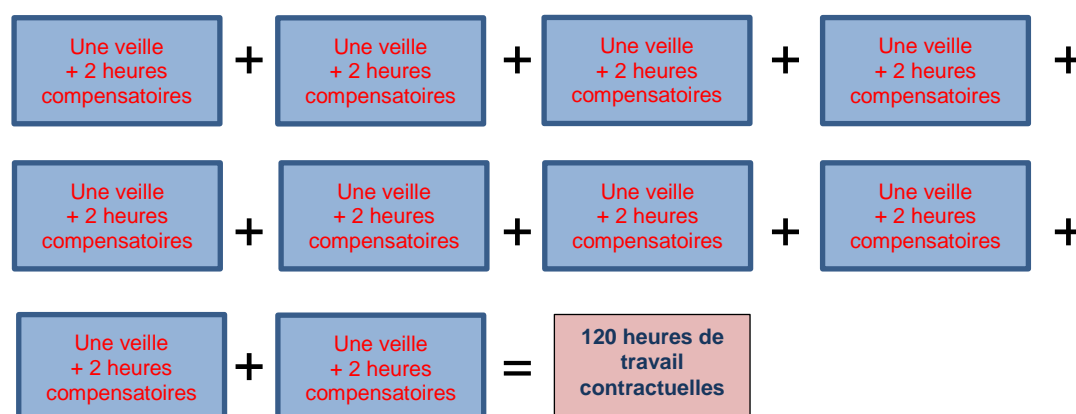 Une veille
+ 2 heures
compensatoires
+
Une veille
+ 2 heures
compensatoires
+
Une veille
+ 2 heures
compensatoires
+
Une veille
+ 2 heures
compensatoires
+
Une veille
+ 2 heures
compensatoires
+
Une veille
+ 2 heures
compensatoires
+
Une veille
+ 2 heures
compensatoires
+
Une veille
+ 2 heures
compensatoires
+
Une veille
+ 2 heures
compensatoires
+
Une veille
+ 2 heures
compensatoires
=
120 heures de
travail
contractuelles